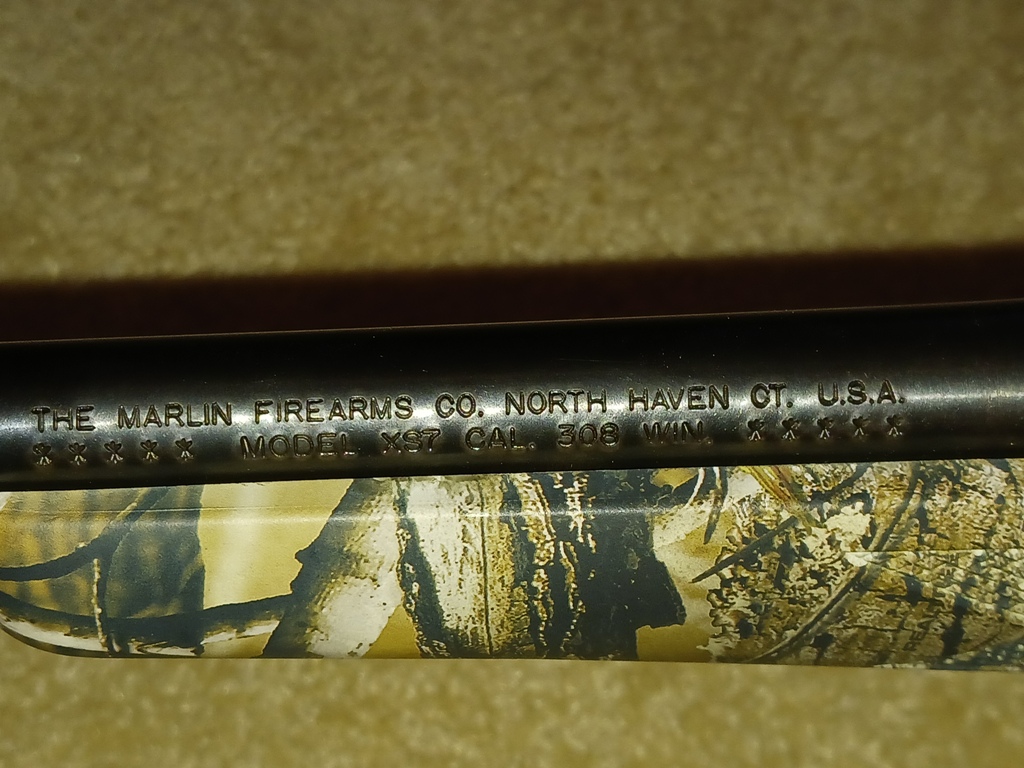 THE MARLIN FIREARMS CO. NORTH HAVEN CT. U.S.A.
***** MODEL XS7 CAL. 308 WIN. *****